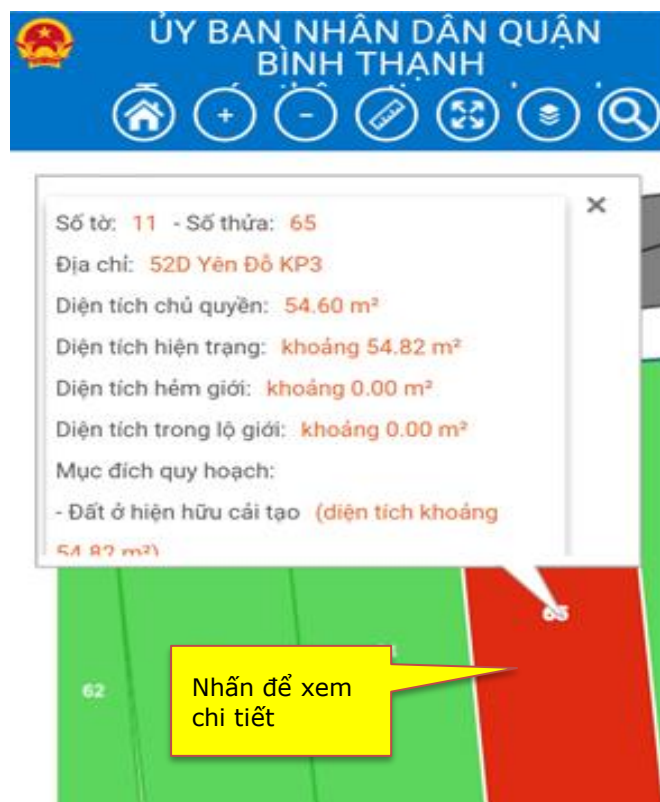 ỦY BAN NHÂN DÂN QUẬN
BÌNH THẠNH
Số tờ: 11 - Số thửa: 65
Địa chỉ: 52D Yên Đỗ KP3
Diện tích chủ quyền: 54.60 m²
Diện tích hiện trạng: khoảng 54.82 m²
Diện tích hẻm giới: khoảng 0.00 m²
Diện tích trong lộ giới: khoảng 0.00 m²
Mục đích quy hoạch:
- Đất ở hiện hữu cải tạo (diện tích khoảng
54.82 m²)
65
62
Nhấn để xem
chi tiết